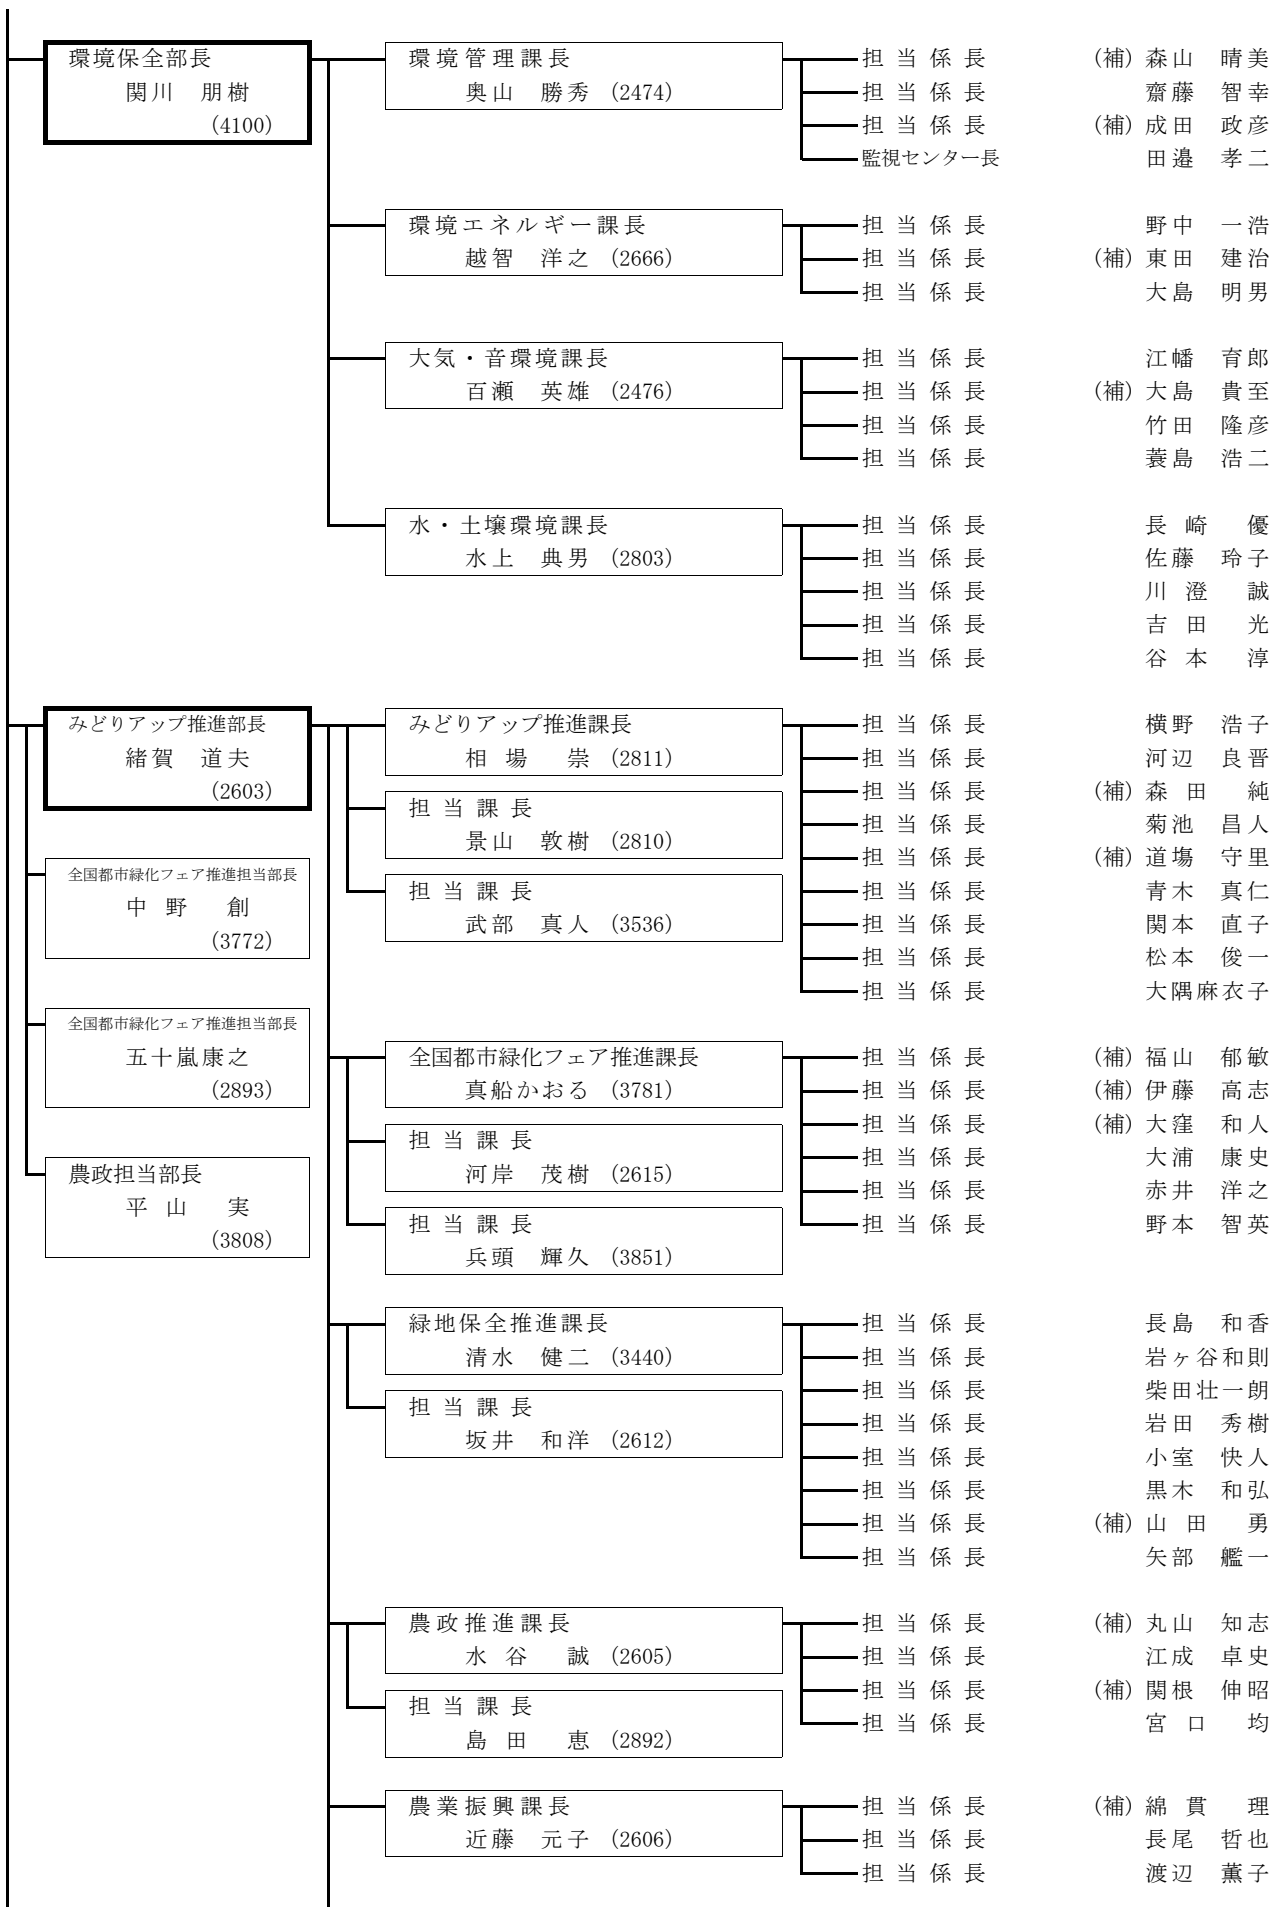 環境保全部長
関川 朋樹
(4100)
環境管理課長
奥山 勝秀 (2474)
担当係長 (補) 森山 晴美
担当係長 齋藤 智幸
担当係長 (補) 成田 政彦
監視センター長 田邉 孝二
環境エネルギー課長
越智 洋之 (2666)
担当係長 野中 一浩
担当係長 (補) 東田 建治
担当係長 大島 明男
大気・音環境課長
百瀬 英雄 (2476)
担当係長 江幡 育郎
担当係長 (補) 大島 貴至
担当係長 竹田 隆彦
担当係長 蓑島 浩二
水・土壌環境課長
水上 典男 (2803)
担当係長 長崎 優
担当係長 佐藤 玲子
担当係長 川澄 誠
担当係長 吉田 光
担当係長 谷本 淳
みどりアップ推進部長
緒賀 道夫
(2603)
全国都市緑化フェア推進担当部長
中野 創
(3772)
全国都市緑化フェア推進担当部長
五十嵐康之
(2893)
農政担当部長
平山 実
(3808)
みどりアップ推進課長
相場 崇 (2811)
担当課長
景山 敦樹 (2810)
担当課長
武部 真人 (3536)
担当係長 横野 浩子
担当係長 河辺 良晋
担当係長 (補) 森田 純
担当係長 菊池 昌人
担当係長 (補) 道塲 守里
担当係長 青木 真仁
担当係長 関本 直子
担当係長 松本 俊一
担当係長 大隅麻衣子
全国都市緑化フェア推進課長
真船かおる (3781)
担当課長
河岸 茂樹 (2615)
担当課長
兵頭 輝久 (3851)
担当係長 (補) 福山 郁敏
担当係長 (補) 伊藤 高志
担当係長 (補) 大窪 和人
担当係長 大浦 康史
担当係長 赤井 洋之
担当係長 野本 智英
緑地保全推進課長
清水 健二 (3440)
担当課長
坂井 和洋 (2612)
担当係長 長島 和香
担当係長 岩ヶ谷和則
担当係長 柴田壮一朗
担当係長 岩田 秀樹
担当係長 小室 快人
担当係長 黒木 和弘
担当係長 (補) 山田 勇
担当係長 矢部 艦一
農政推進課長
水谷 誠 (2605)
担当課長
島田 恵 (2892)
担当係長 (補) 丸山 知志
担当係長 江成 卓史
担当係長 (補) 関根 伸昭
担当係長 宮口 均
農業振興課長
近藤 元子 (2606)
担当係長 (補) 綿貫 理
担当係長 長尾 哲也
担当係長 渡辺 薫子